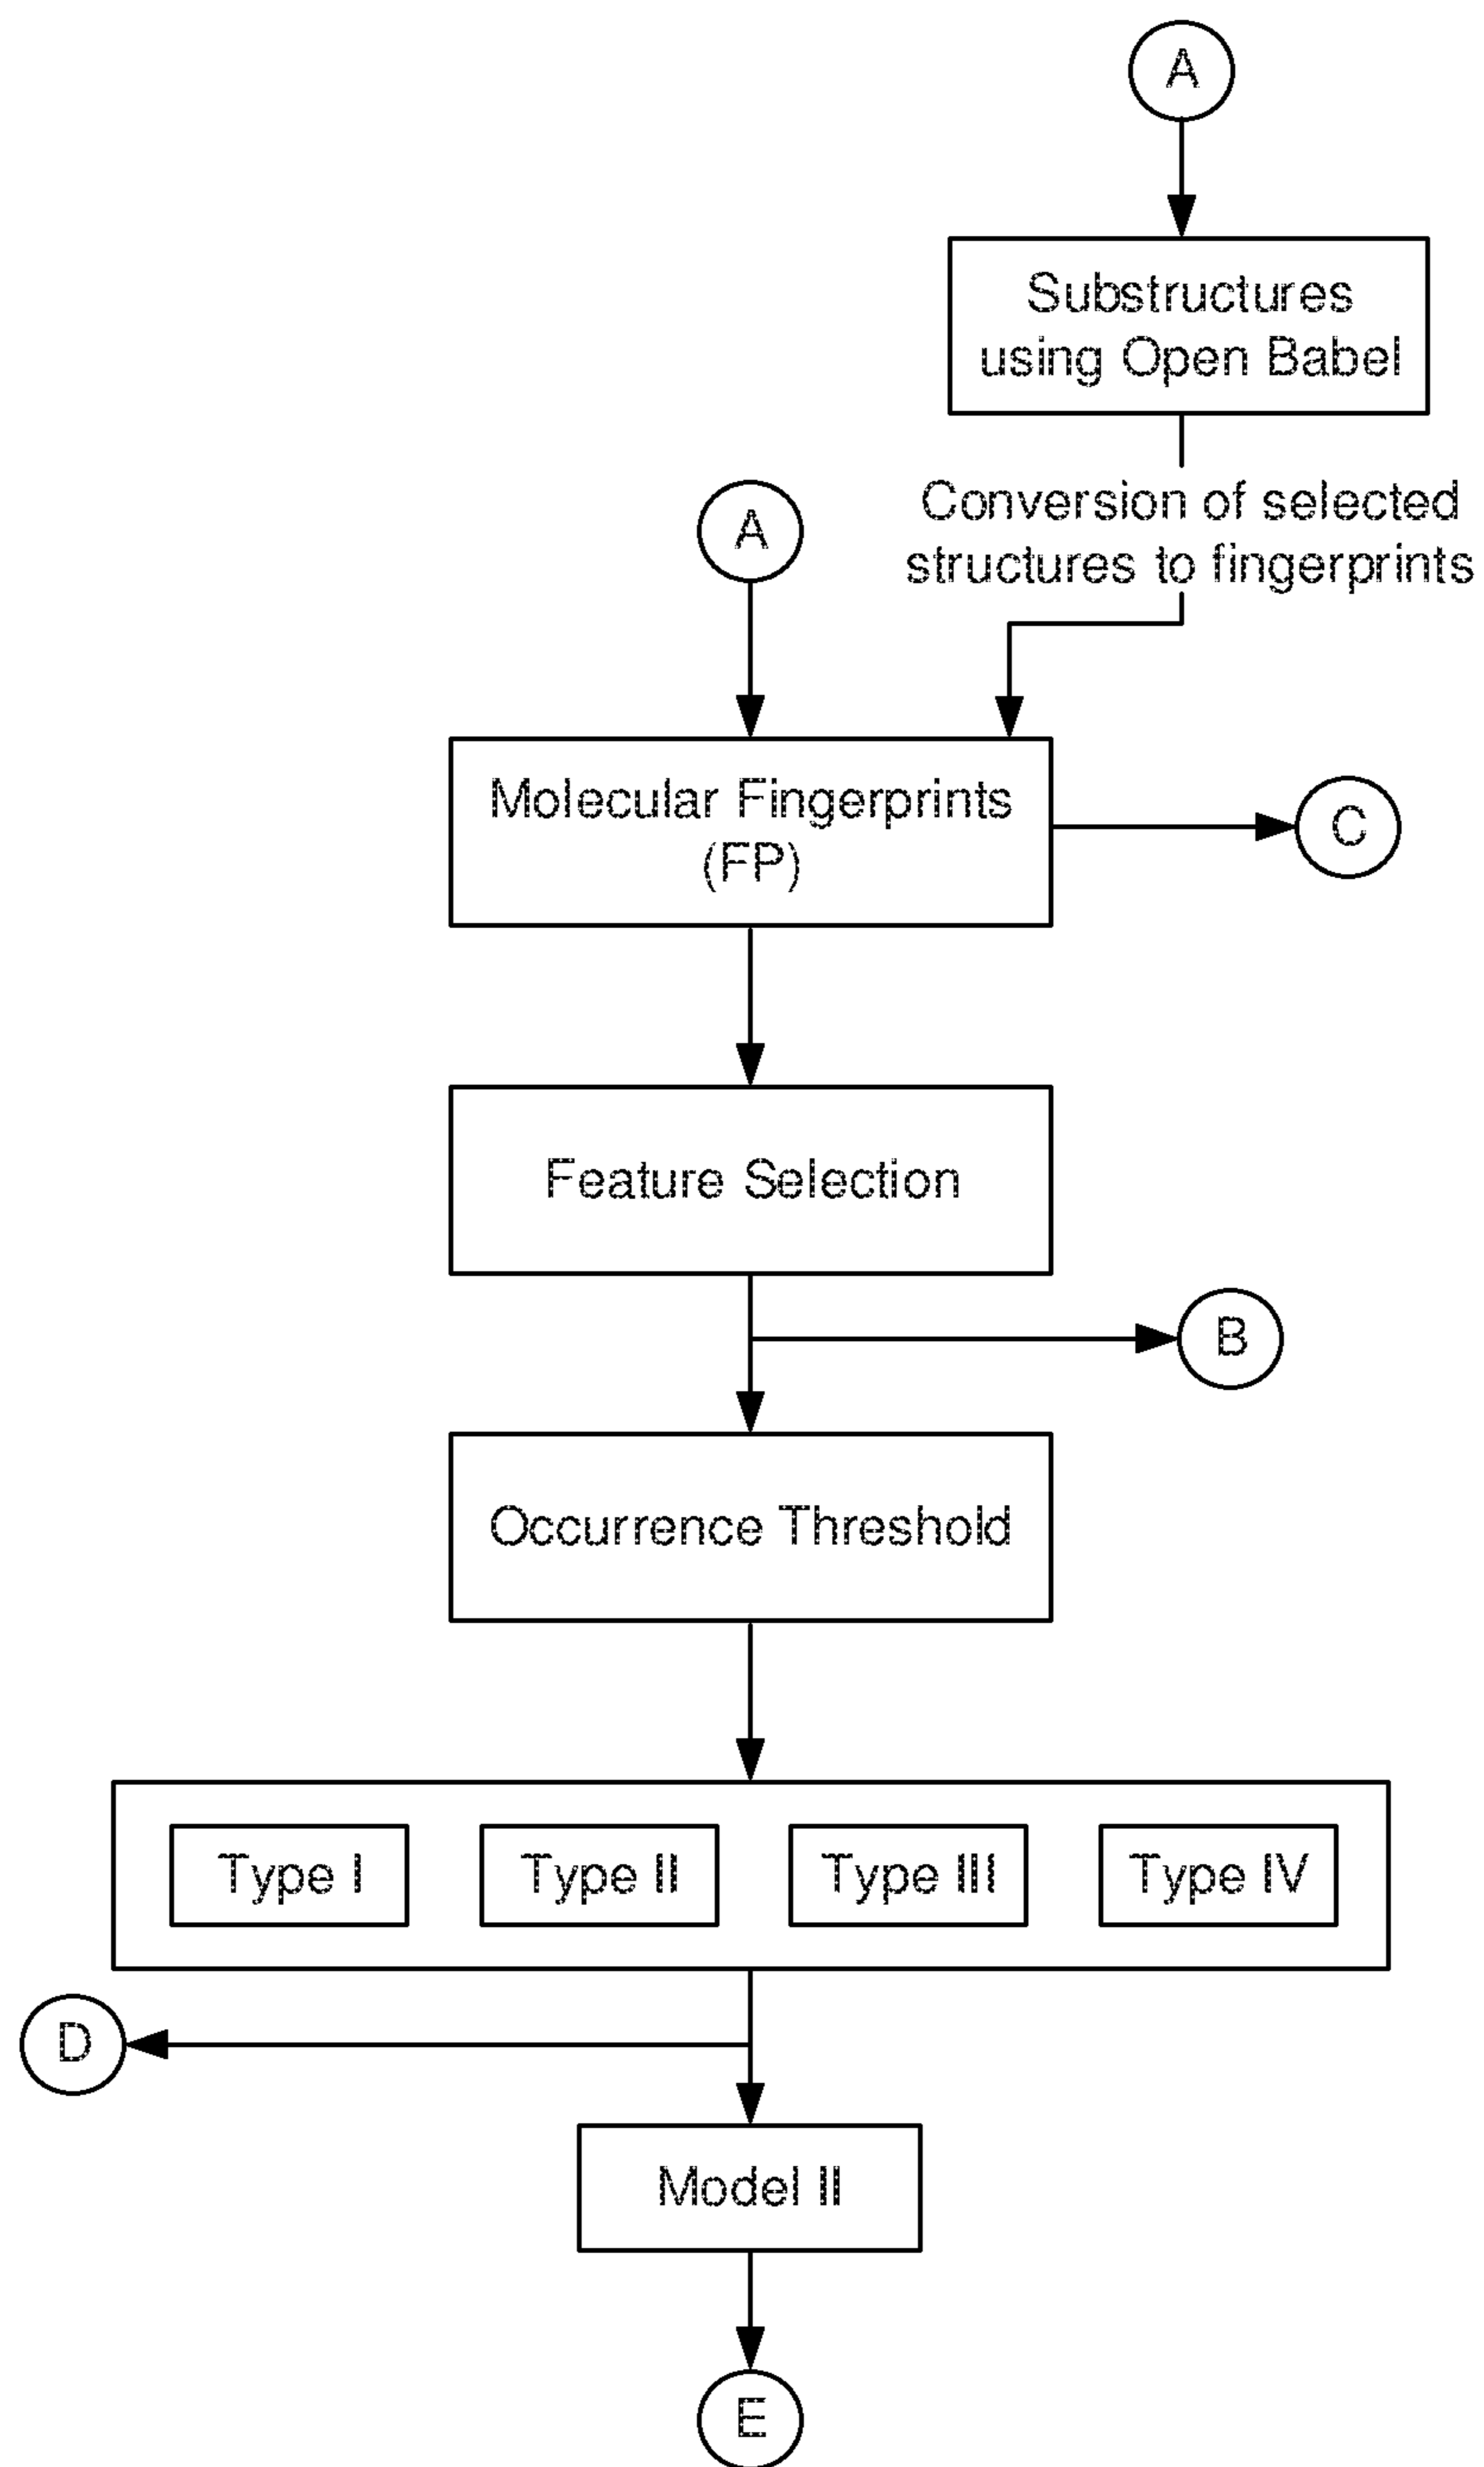 A
Substructures
using Open Babel
Conversion of selected
structures to fingerprints
A
Molecular Fingerprints
(FP)
C
Feature Selection
B
Occurrence Threshold
Type I
Type II
Type III
Type IV
D
Model II
E